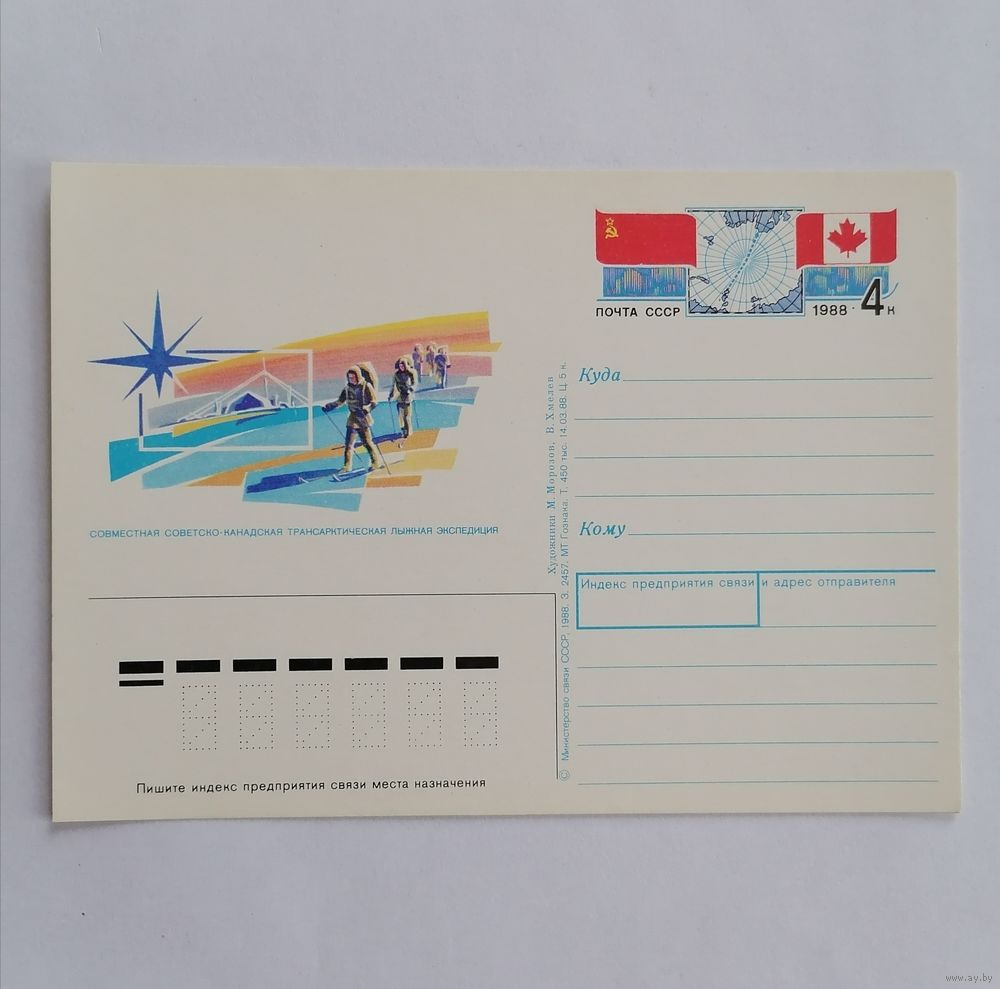 ПОЧТА СССР
1988
4 к
СОВМЕСТНАЯ СОВЕТСКО-КАНАДСКАЯ ТРАНСАРКТИЧЕСКАЯ ЛЫЖНАЯ ЭКСПЕДИЦИЯ
Куда
Кому
Индекс предприятия связи и адрес отправителя
Художники М. Морозов, В. Хмелев
© Министерство связи СССР, 1988. З. 2457. МТ Гознака. Т. 450 тыс. 14.03.88. Ц. 5 к.
Пишите индекс предприятия связи места назначения
www.ay.by